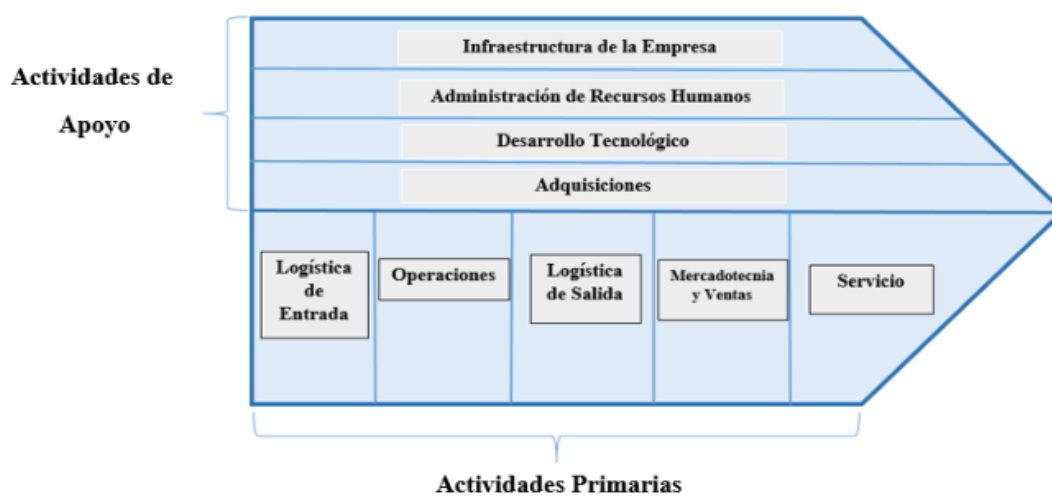 Actividades de
Apoyo
Infraestructura de la Empresa
Administración de Recursos Humanos
Desarrollo Tecnológico
Adquisiciones
Logística
de
Entrada
Operaciones
Logística
de Salida
Mercadotecnia
y Ventas
Servicio
Actividades Primarias